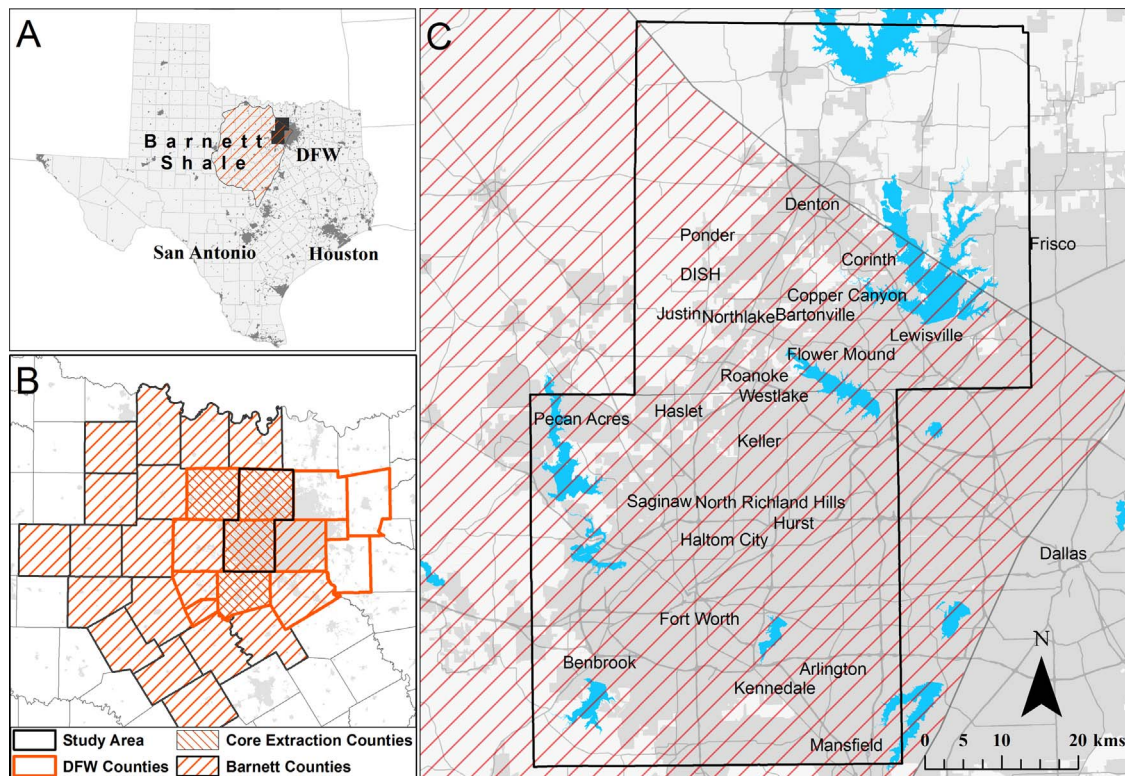 A
Barnett
Shale
DFW
San Antonio
Houston
B
Study Area
Core Extraction Counties
DFW Counties
Barnett Counties
C
Denton
Ponder
Frisco
Corinth
DISH
Copper Canyon
Justin
Northlake
Bartonville
Lewisville
Flower Mound
Roanoke
Westlake
Pecan Acres
Haslet
Keller
Saginaw
North Richland Hills
Hurst
Haltom City
Dallas
Fort Worth
Benbrook
Arlington
Kennedale
Mansfield
N
0 5 10 20 kms